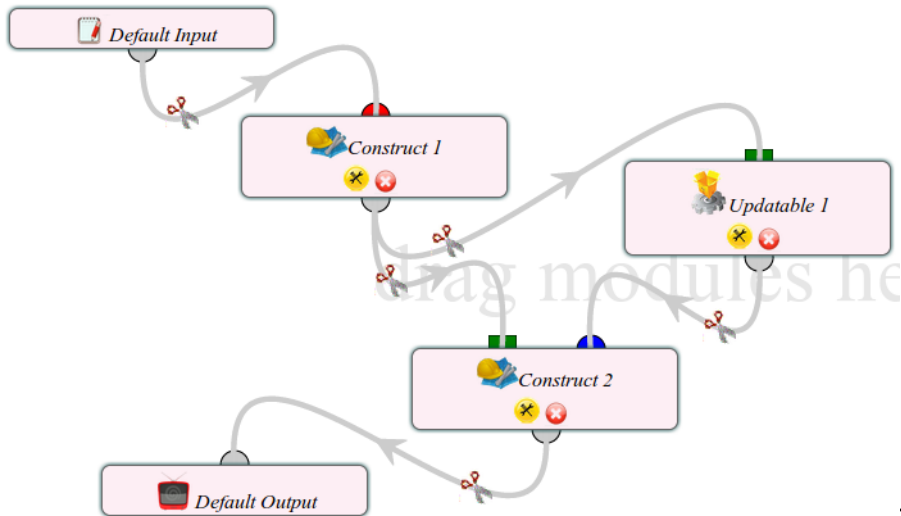 Default Input
Construct 1
Updatable 1
drag modules he
Construct 2
Default Output